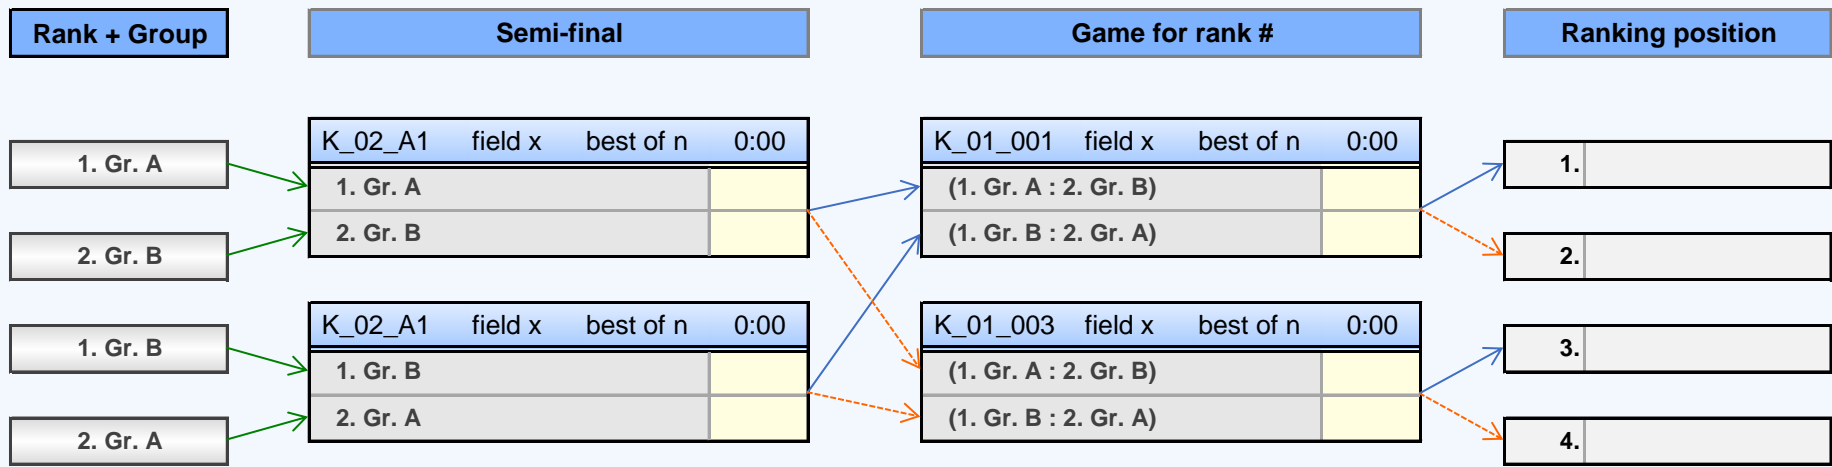 Rank + Group
Semi-final
Game for rank #
Ranking position
1. Gr. A
2. Gr. B
1. Gr. B
2. Gr. A
K_02_A1 field x best of n 0:00
1. Gr. A
2. Gr. B
K_02_A1 field x best of n 0:00
1. Gr. B
2. Gr. A
K_01_001 field x best of n 0:00
(1. Gr. A : 2. Gr. B)
(1. Gr. B : 2. Gr. A)
K_01_003 field x best of n 0:00
(1. Gr. A : 2. Gr. B)
(1. Gr. B : 2. Gr. A)
1.
2.
3.
4.